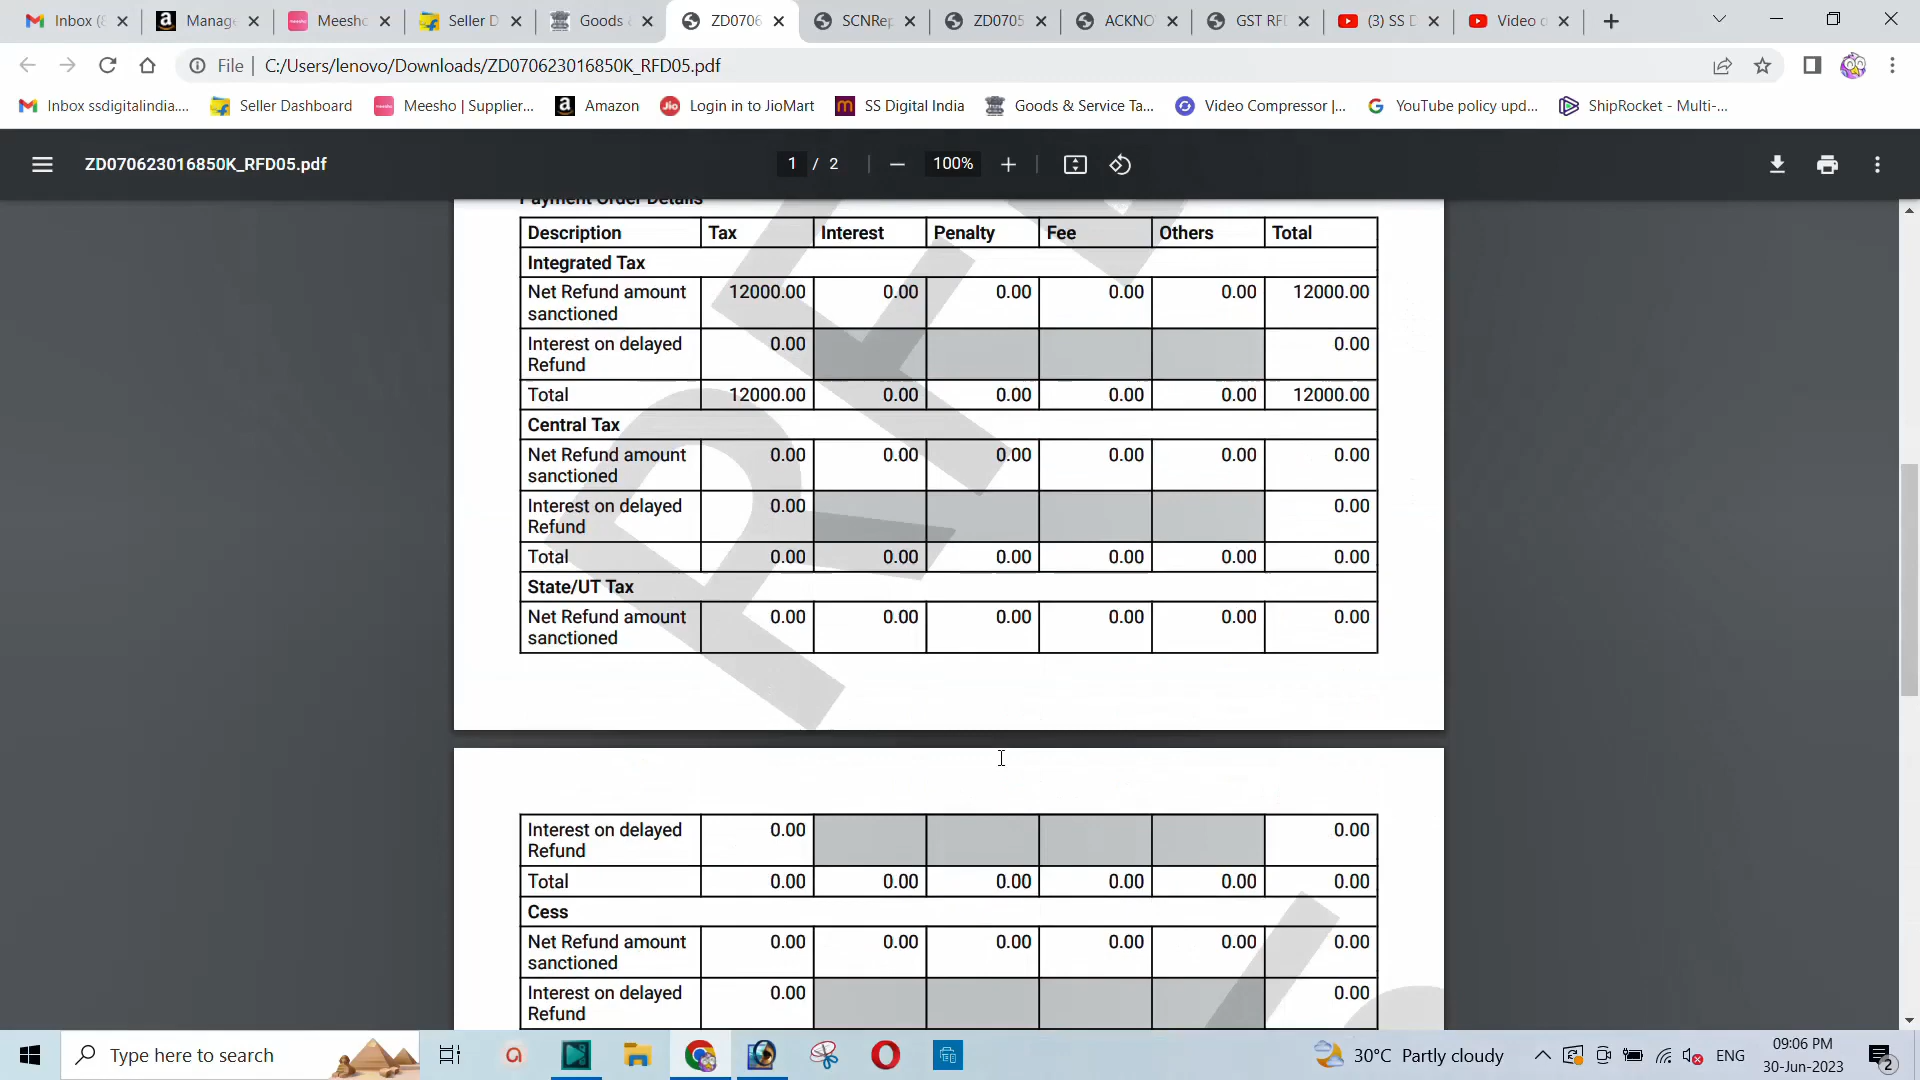 Inbox (8
Manage
Meesho
Seller D
Goods &
ZD0706
SCNRep
ZD0705
ACKNO
GST RFD
(3) SS D
Video c
File C:/Users/lenovo/Downloads/ZD070623016850K_RFD05.pdf
Inbox ssdigitalindia.... Seller Dashboard Meesho | Supplier... Amazon Login in to JioMart SS Digital India Goods & Service Ta... Video Compressor |... YouTube policy upd... ShipRocket - Multi-...
ZD070623016850K_RFD05.pdf 1 / 2 100%
Payment Order Details
Description Tax Interest Penalty Fee Others Total
Integrated Tax
Net Refund amount 12000.00 0.00 0.00 0.00 0.00 12000.00
sanctioned
Interest on delayed 0.00 0.00
Refund
Total 12000.00 0.00 0.00 0.00 0.00 12000.00
Central Tax
Net Refund amount 0.00 0.00 0.00 0.00 0.00 0.00
sanctioned
Interest on delayed 0.00 0.00
Refund
Total 0.00 0.00 0.00 0.00 0.00 0.00
State/UT Tax
Net Refund amount 0.00 0.00 0.00 0.00 0.00 0.00
sanctioned
Interest on delayed 0.00 0.00
Refund
Total 0.00 0.00 0.00 0.00 0.00 0.00
Cess
Net Refund amount 0.00 0.00 0.00 0.00 0.00 0.00
sanctioned
Interest on delayed 0.00 0.00
Refund
Type here to search 30°C Partly cloudy ENG 09:06 PM
30-Jun-2023 2